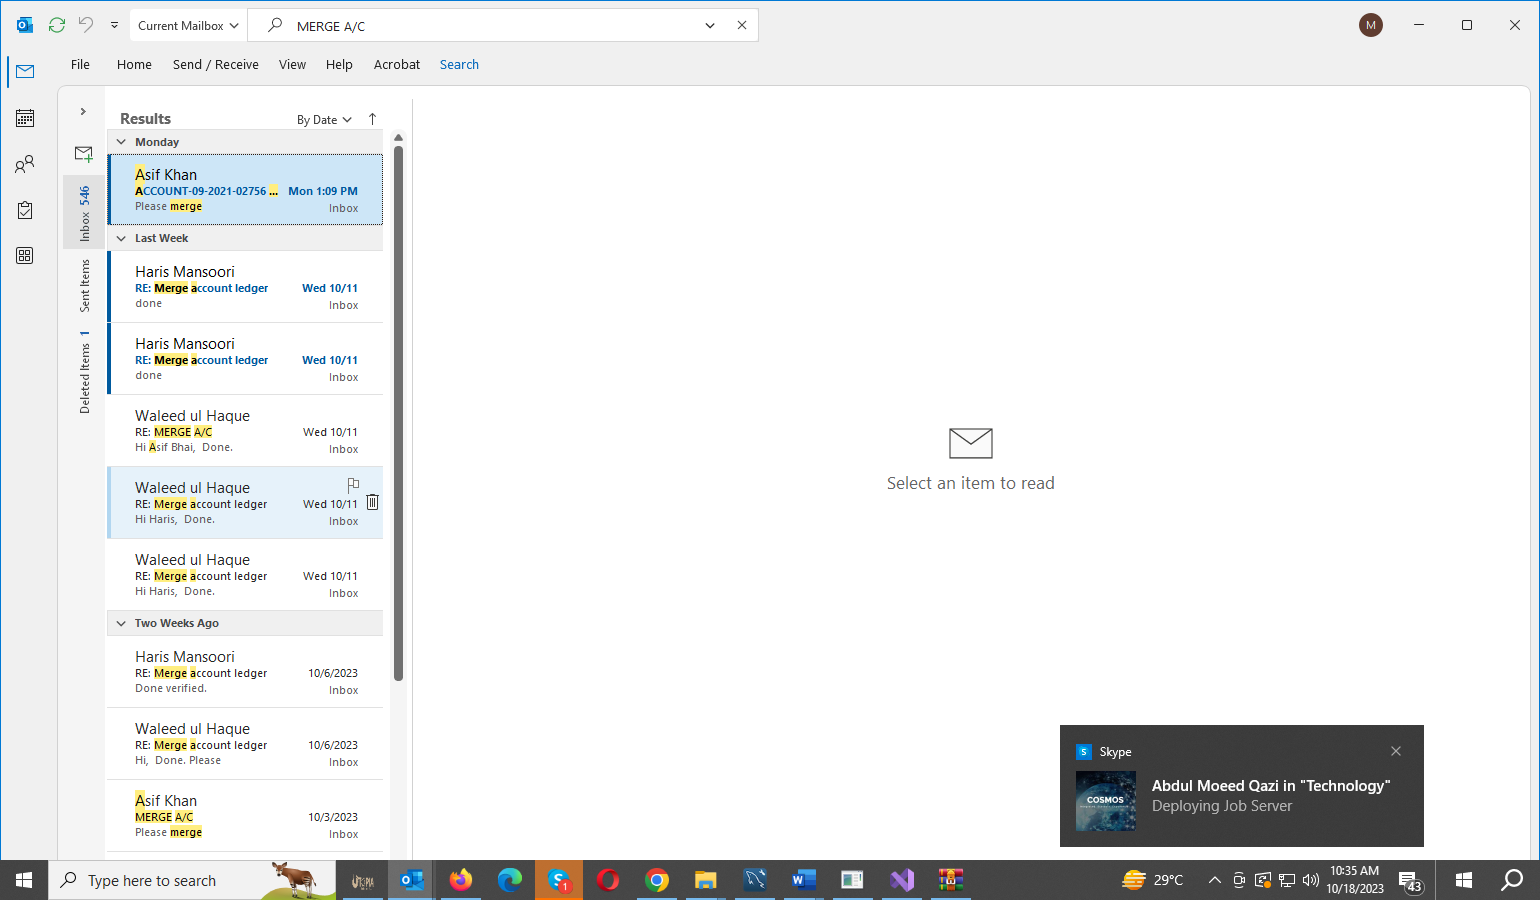 Current Mailbox
MERGE A/C
M
File Home Send / Receive View Help Acrobat Search
Results
By Date
Inbox 546
Sent Items
Deleted Items 1
Monday
Asif Khan
ACCOUNT-09-2021-02756 ... Mon 1:09 PM
Please merge Inbox
Last Week
Haris Mansoori
RE: Merge account ledger Wed 10/11
done Inbox
Haris Mansoori
RE: Merge account ledger Wed 10/11
done Inbox
Waleed ul Haque
RE: MERGE A/C Wed 10/11
Hi Asif Bhai, Done. Inbox
Waleed ul Haque
RE: Merge account ledger Wed 10/11
Hi Haris, Done. Inbox
Waleed ul Haque
RE: Merge account ledger Wed 10/11
Hi Haris, Done. Inbox
Two Weeks Ago
Haris Mansoori
RE: Merge account ledger 10/6/2023
Done verified. Inbox
Waleed ul Haque
RE: Merge account ledger 10/6/2023
Hi, Done. Please Inbox
Asif Khan
MERGE A/C 10/3/2023
Please merge Inbox
Select an item to read
S Skype
COSMOS
Abdul Moeed Qazi in "Technology"
Deploying Job Server
Type here to search
UTOPIA
1
29°C
10:35 AM
10/18/2023
43